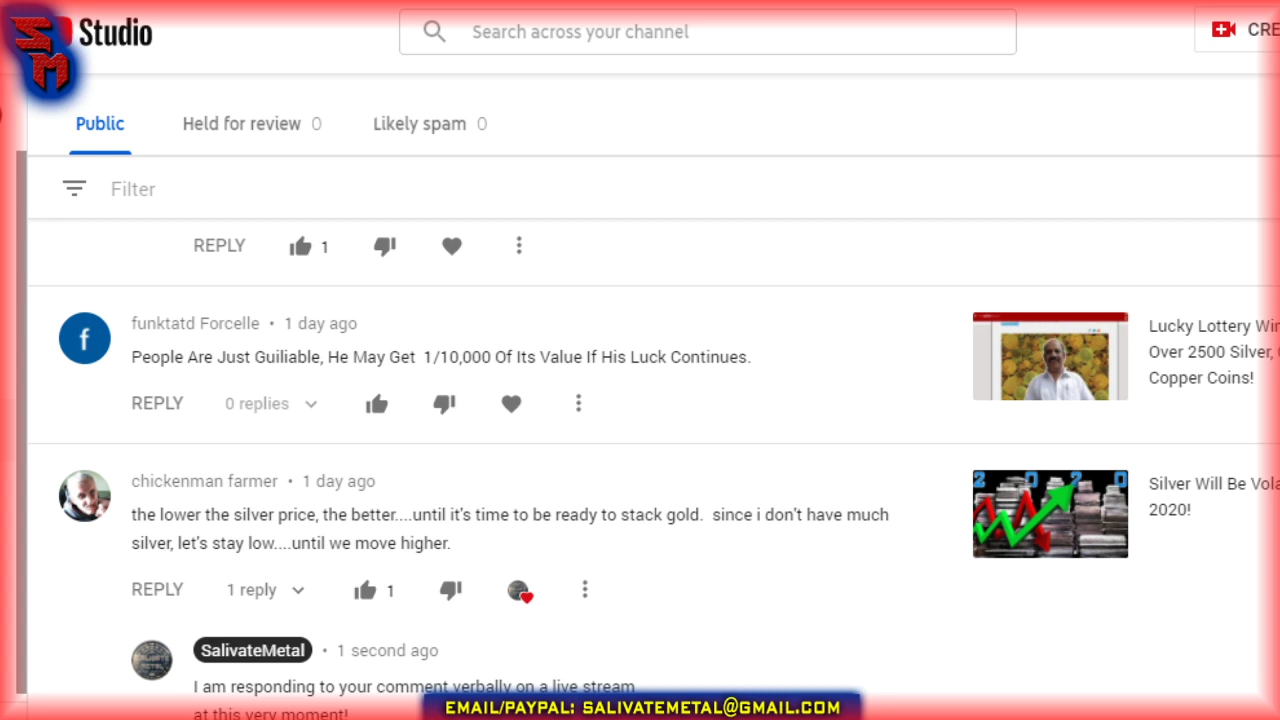 SM
Studio
Search across your channel
CRE
Public
Held for review 0
Likely spam 0
Filter
REPLY
1
f
funktatd Forcelle • 1 day ago
People Are Just Guiliable, He May Get 1/10,000 Of Its Value If His Luck Continues.
REPLY
0 replies
Lucky Lottery Win
Over 2500 Silver,
Copper Coins!
chickenman farmer • 1 day ago
the lower the silver price, the better....until it's time to be ready to stack gold. since i don't have much
silver, let's stay low....until we move higher.
REPLY
1 reply
1
2020
Silver Will Be Vola
2020!
SALIVATE
METAL
SalivateMetal • 1 second ago
I am responding to your comment verbally on a live stream
at this very moment!
EMAIL/PAYPAL: SALIVATEMETAL@GMAIL.COM